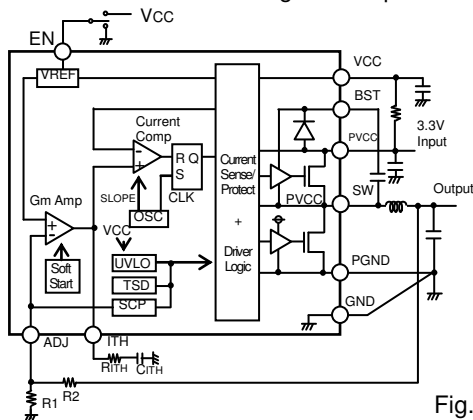 VCC
EN
VREF
VCC
BST
PVCC
3.3V
Input
Current
Comp
R Q
S
CLK
SLOPE
OSC
VCC
Gm Amp
Soft
Start
UVLO
TSD
SCP
Current
Sense/
Protect
+
Driver
Logic
PVCC
SW
Output
PGND
GND
ADJ
ITH
RITH
CITH
R1
R2
Fig.